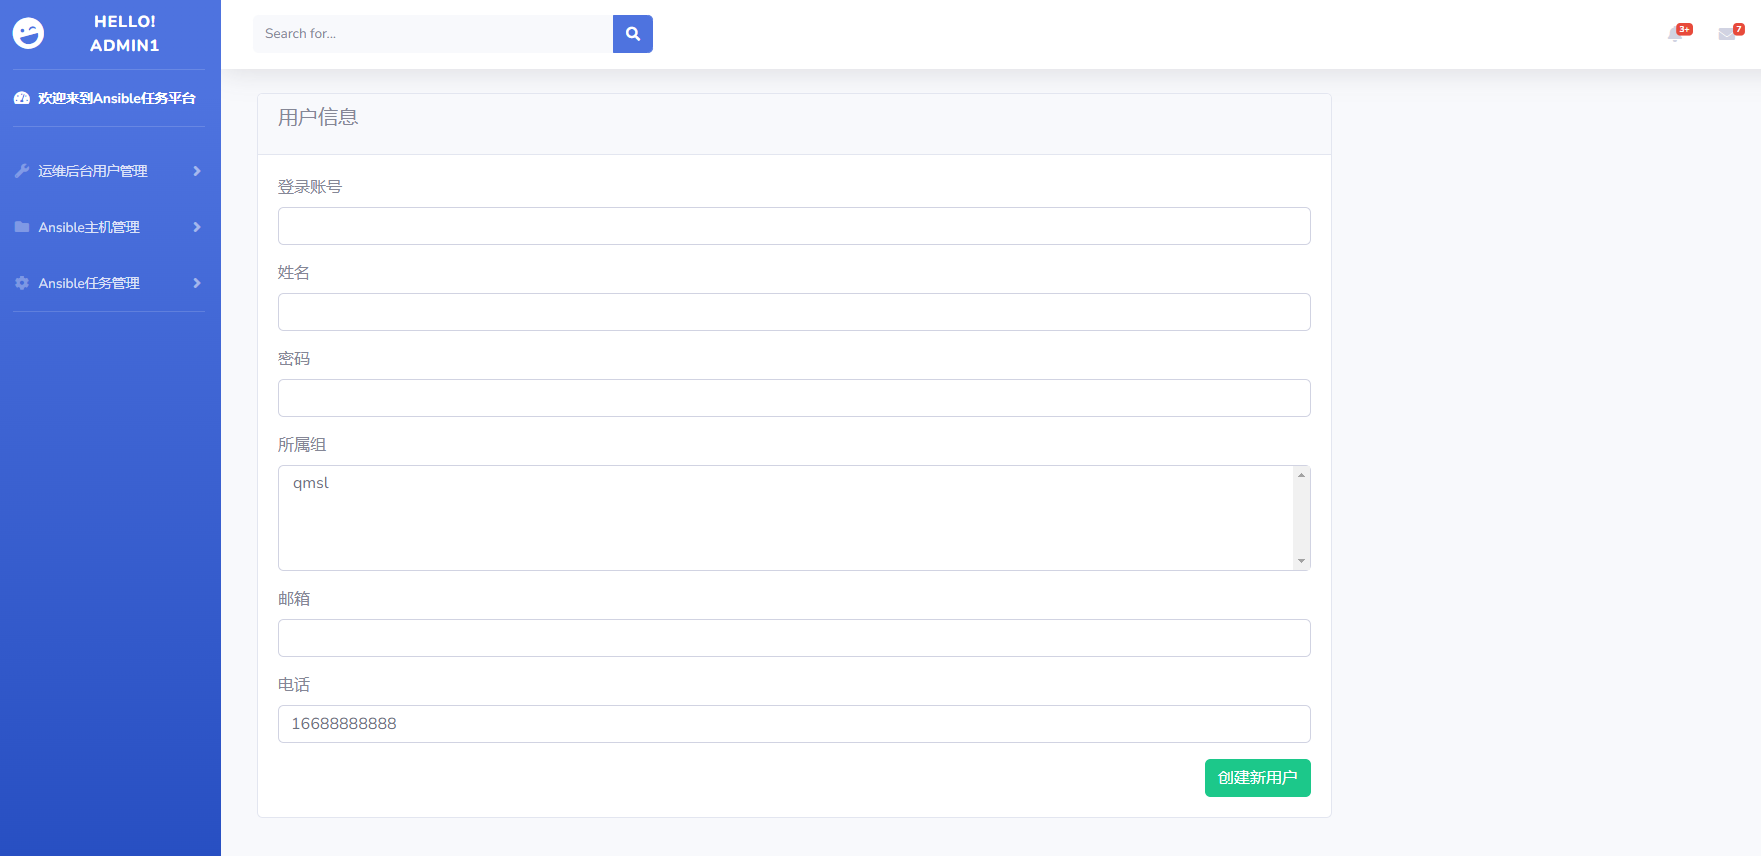 HELLO!
ADMIN1
欢迎来到Ansible任务平台
运维后台用户管理
Ansible主机管理
Ansible任务管理
Search for...
3+
7
用户信息
登录账号
姓名
密码
所属组
qmsl
邮箱
电话
16688888888
创建新用户